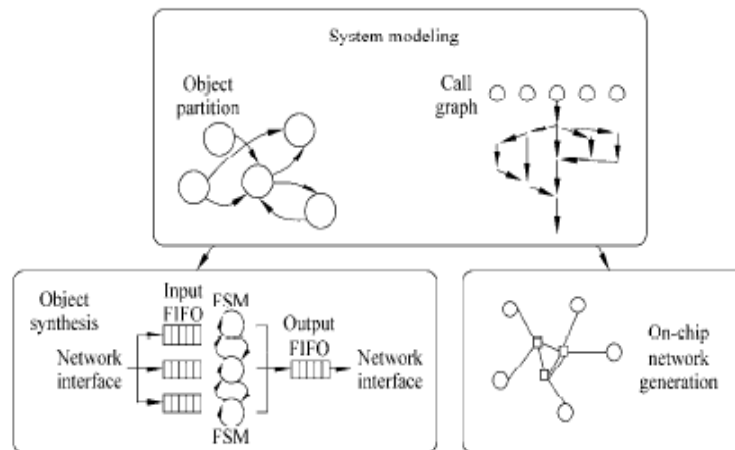 System modeling
Object
partition
Call
graph
Object
synthesis
Input
FIFO
FSM
Output
FIFO
Network
interface
Network
interface
FSM
On-chip
network
generation